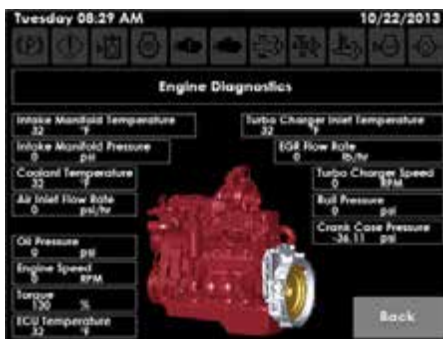 Tuesday 08:29 AM 10/22/2013
(P)
Engine Diagnostics
Intake Manifold Temperature
32 °F
Turbo Charger Inlet Temperature
32 °F
Intake Manifold Pressure
0 psi
EGR Flow Rate
0 lb/hr
Coolant Temperature
32 °F
Turbo Charger Speed
0 RPM
Air Inlet Flow Rate
0 psi/hr
Rail Pressure
0 psi
Crank Case Pressure
-36.11 psi
Oil Pressure
0 psi
Engine Speed
0 RPM
Torque
130 %
ECU Temperature
32 °F
Back